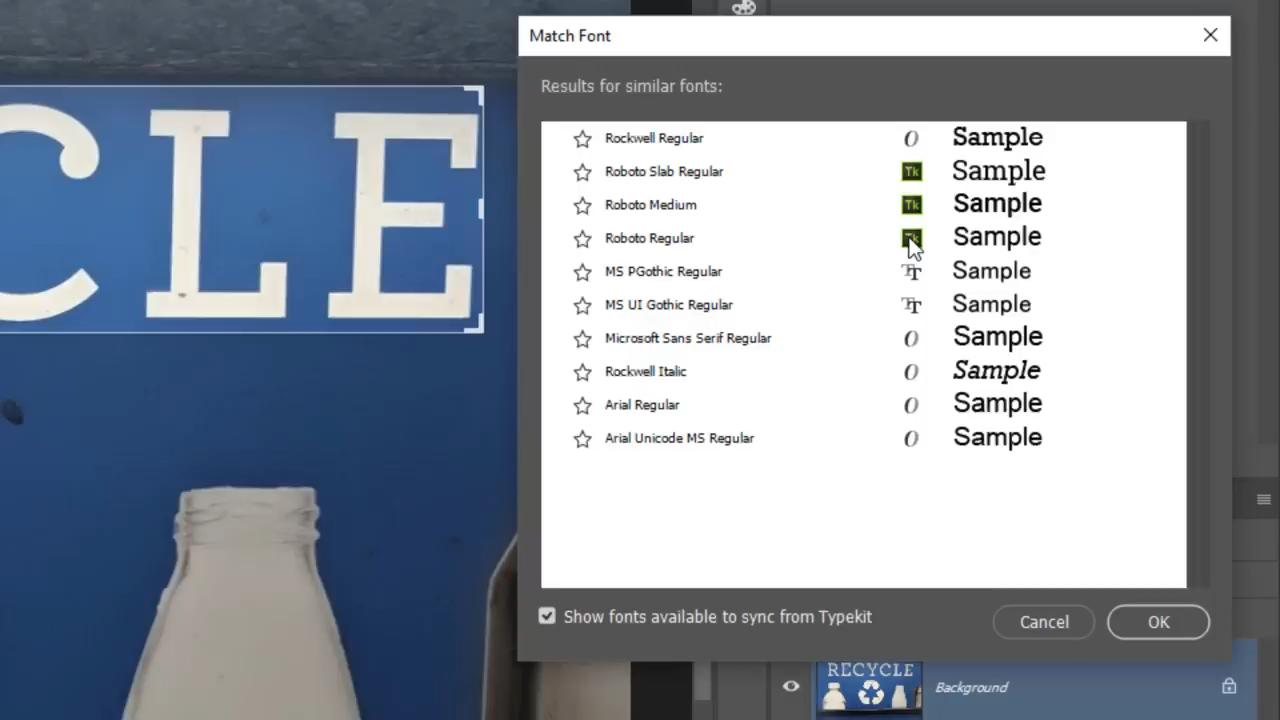 Match Font
Results for similar fonts:
CLE
Rockwell Regular O Sample
Roboto Slab Regular Tk Sample
Roboto Medium Tk Sample
Roboto Regular Tk Sample
MS PGothic Regular TT Sample
MS UI Gothic Regular TT Sample
Microsoft Sans Serif Regular O Sample
Rockwell Italic O Sample
Arial Regular O Sample
Arial Unicode MS Regular O Sample
Show fonts available to sync from Typekit
Cancel OK
RECYCLE
Background